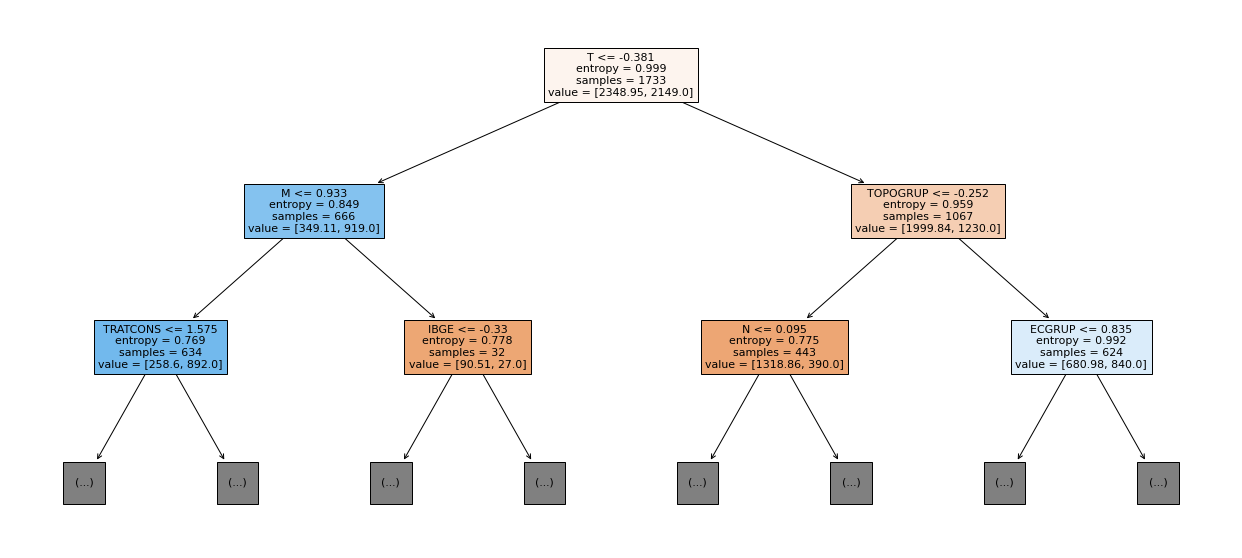 T <= -0.381
entropy = 0.999
samples = 1733
value = [2348.95, 2149.0]
M <= 0.933
entropy = 0.849
samples = 666
value = [349.11, 919.0]
TOPOGRUP <= -0.252
entropy = 0.959
samples = 1067
value = [1999.84, 1230.0]
TRATCONS <= 1.575
entropy = 0.769
samples = 634
value = [258.6, 892.0]
IBGE <= -0.33
entropy = 0.778
samples = 32
value = [90.51, 27.0]
N <= 0.095
entropy = 0.775
samples = 443
value = [1318.86, 390.0]
ECGRUP <= 0.835
entropy = 0.992
samples = 624
value = [680.98, 840.0]
(...)
(...)
(...)
(...)
(...)
(...)
(...)
(...)